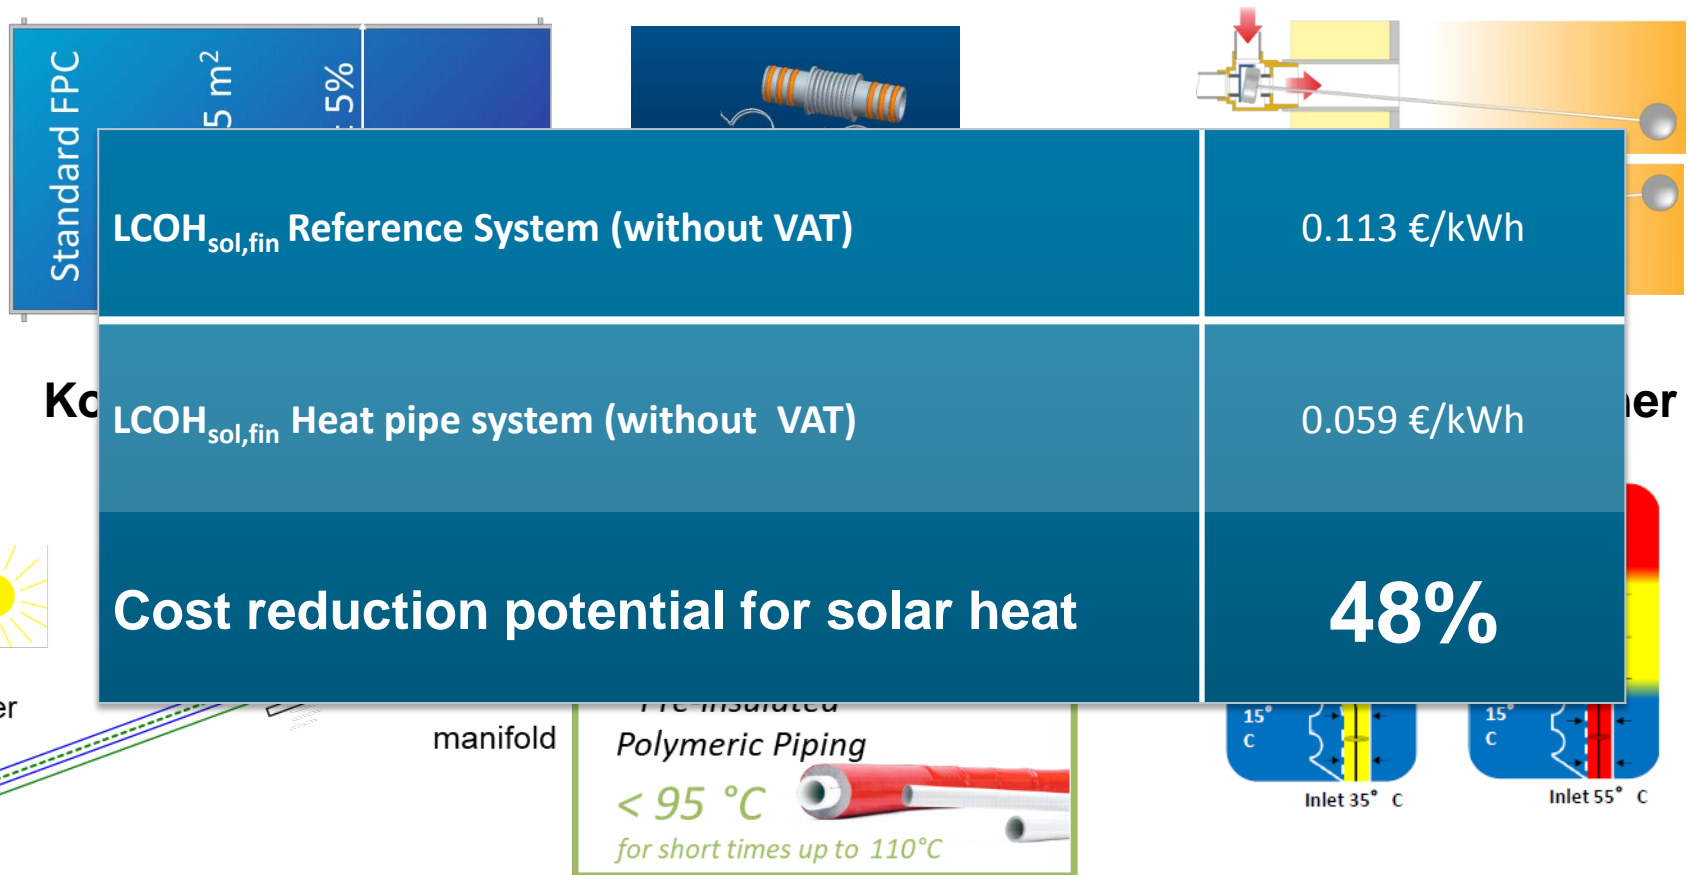 Standard FPC
5 m²
5%
LCOHsol,fin Reference System (without VAT)
0.113 €/kWh
LCOHsol,fin Heat pipe system (without VAT)
0.059 €/kWh
Cost reduction potential for solar heat
48%
manifold
Pre-insulated
Polymeric Piping
< 95 °C
for short times up to 110°C
15°
C
Inlet 35° C
15°
C
Inlet 55° C